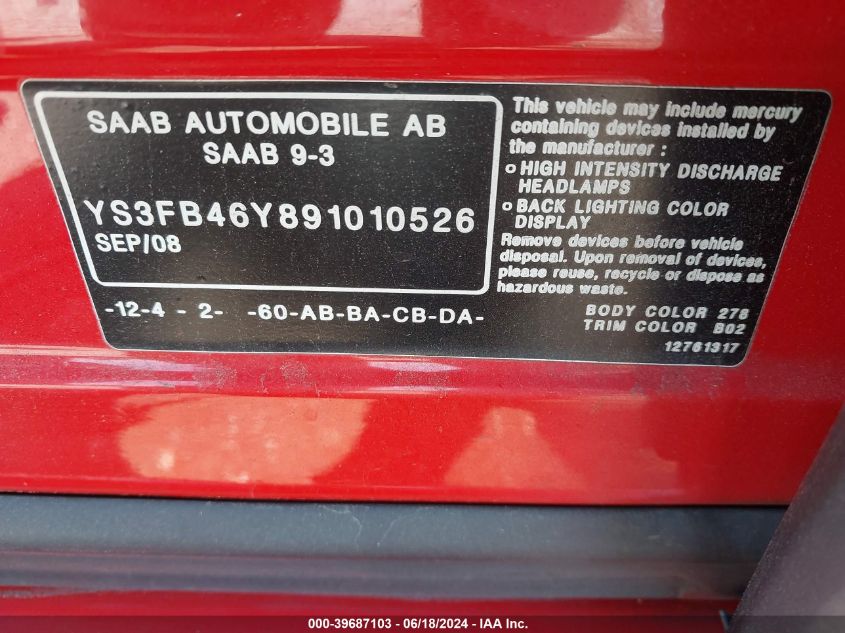 SAAB AUTOMOBILE AB
SAAB 9-3
YS3FB46Y891010526
SEP/08
-12-4 - 2- -60-AB-BA-CB-DA-
This vehicle may include mercury
containing devices installed by
the manufacturer :
o HIGH INTENSITY DISCHARGE
HEADLAMPS
o BACK LIGHTING COLOR
DISPLAY
Remove devices before vehicle
disposal. Upon removal of devices,
please reuse, recycle or dispose as
hazardous waste.
BODY COLOR 276
TRIM COLOR B02
12761317
000-39687103 - 06/18/2024 - IAA Inc.